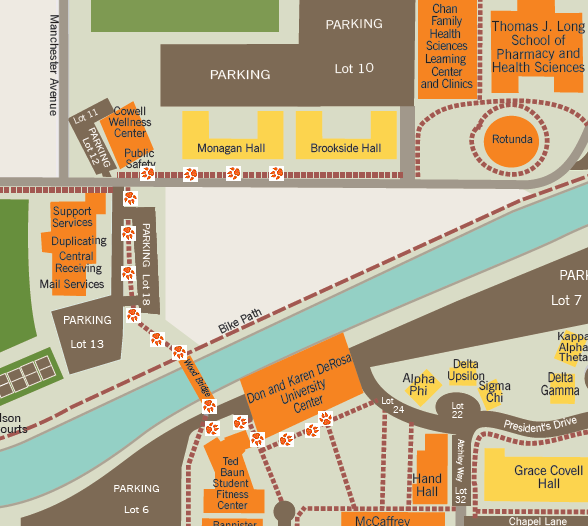 Manchester Avenue
PARKING
PARKING
Lot 10
Chan
Family
Health
Sciences
Learning
Center
and Clinics
Thomas J. Long
School of
Pharmacy and
Health Sciences
Lot 11
PARKING
Lot 12
Cowell
Wellness
Center
Public
Safety
Monagan Hall
Brookside Hall
Rotunda
Support
Services
Duplicating
Central
Receiving
Mail Services
PARKING Lot 18
PARKING
Lot 13
Bike Path
Wood Bridge
Don and Karen DeRosa
University
Center
PARK
Lot 7
Kappa
Alpha
Theta
Delta
Upsilon
Alpha
Phi
Sigma
Chi
Delta
Gamma
Lot
24
Lot
22
President's Drive
lson
ourts
Ted
Baun
Student
Fitness
Center
Hand
Hall
Atchley Way
Lot
32
Grace Covell
Hall
PARKING
Lot 6
Bannister
McCaffrey
Chapel Lane